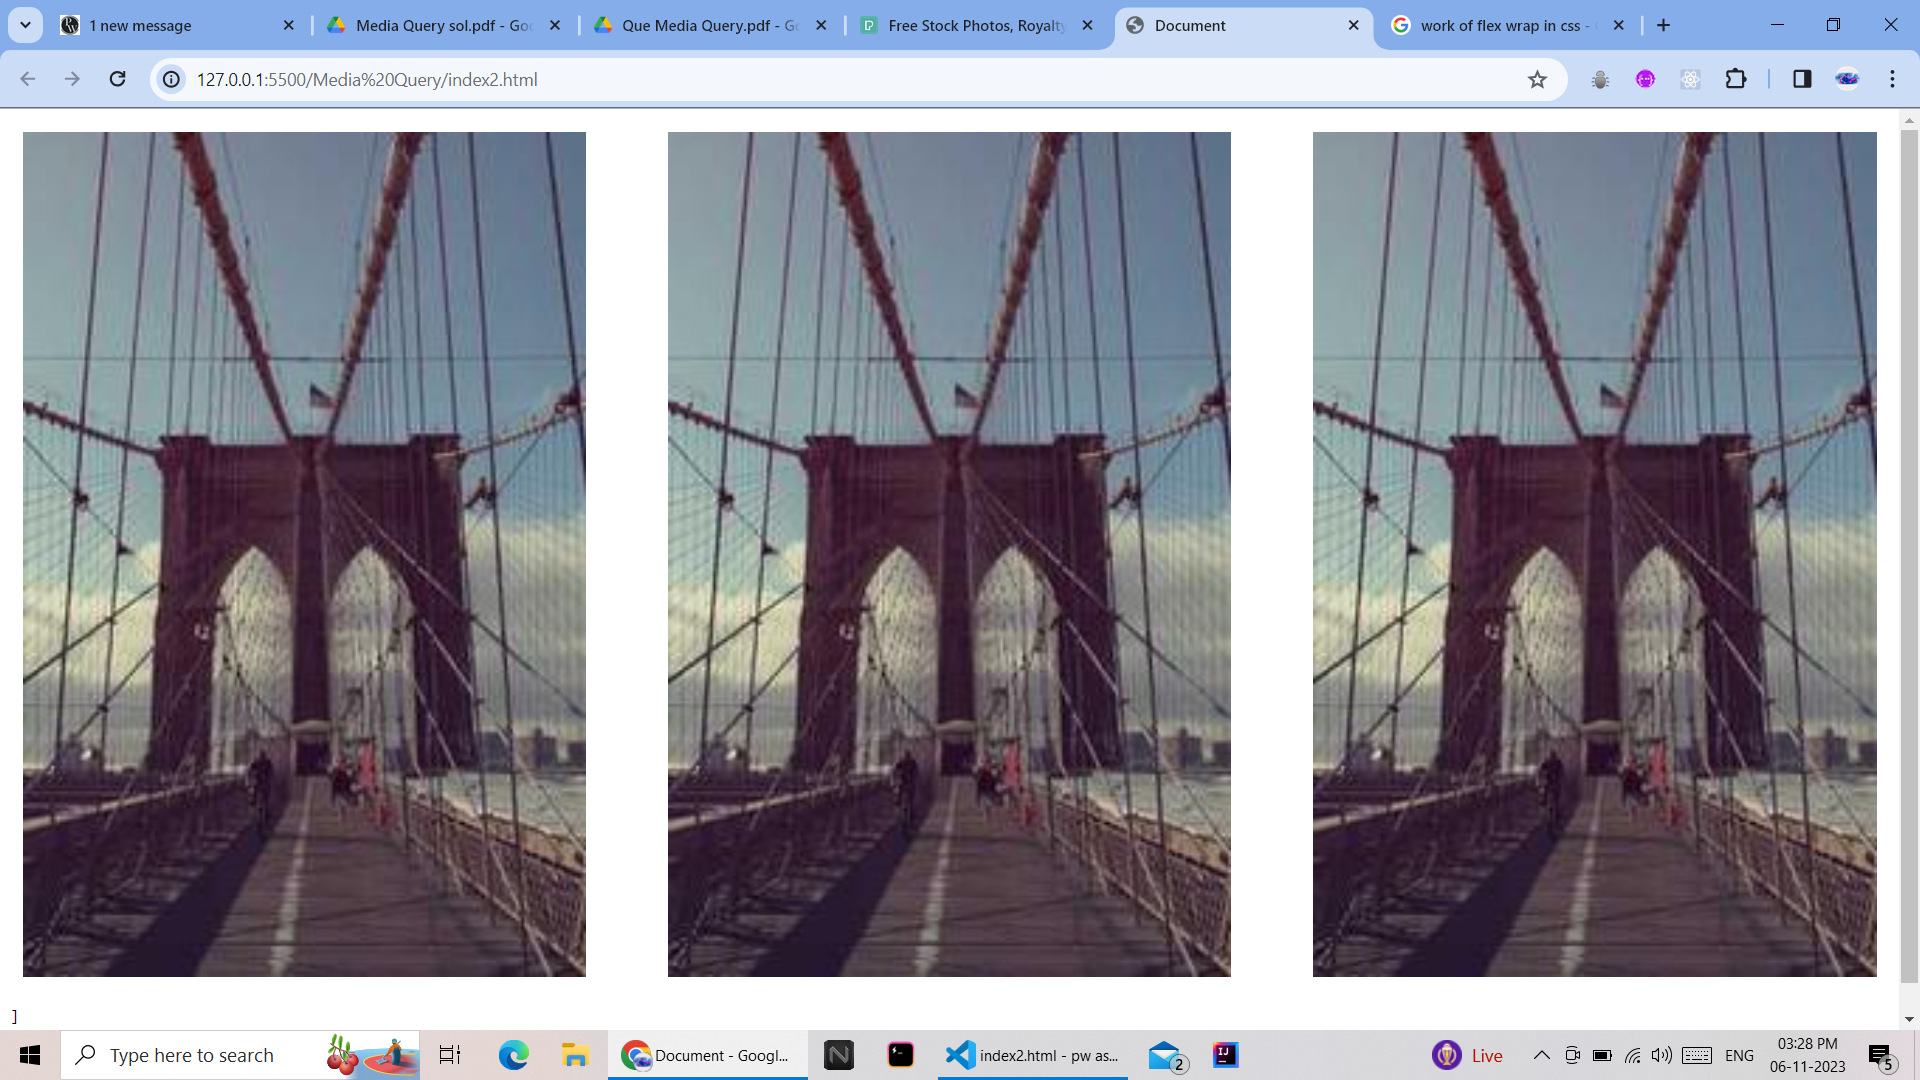 1 new message
Media Query sol.pdf - Goo
Que Media Query.pdf - Go
Free Stock Photos, Royalty
Document
work of flex wrap in css -
127.0.0.1:5500/Media%20Query/index2.html
]
Type here to search
Document - Googl...
index2.html - pw as...
2
Live
ENG
03:28 PM
06-11-2023
5